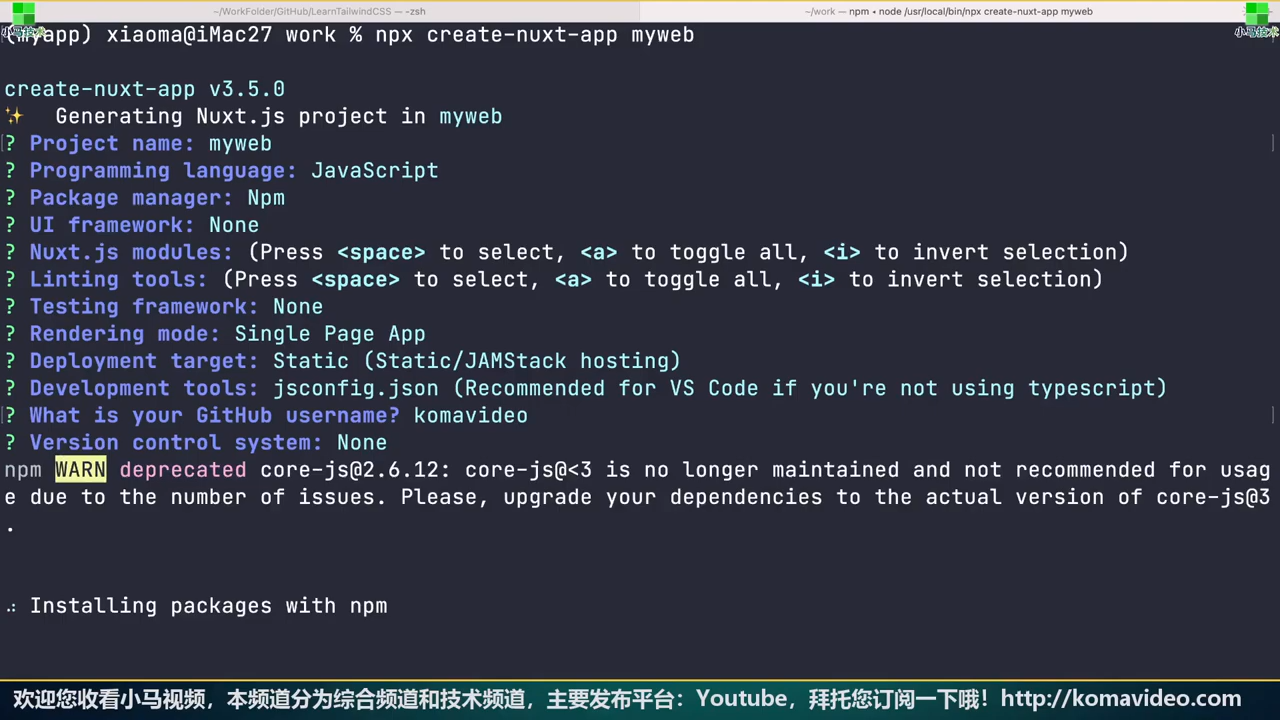 ~/WorkFolder/GitHub/LearnTailwindCSS — -zsh
~/work — npm • node /usr/local/bin/npx create-nuxt-app myweb
小马技术
小马技术
(myapp) xiaoma@iMac27 work % npx create-nuxt-app myweb
create-nuxt-app v3.5.0
✨ Generating Nuxt.js project in myweb
? Project name: myweb
? Programming language: JavaScript
? Package manager: Npm
? UI framework: None
? Nuxt.js modules: (Press <space> to select, <a> to toggle all, <i> to invert selection)
? Linting tools: (Press <space> to select, <a> to toggle all, <i> to invert selection)
? Testing framework: None
? Rendering mode: Single Page App
? Deployment target: Static (Static/JAMStack hosting)
? Development tools: jsconfig.json (Recommended for VS Code if you're not using typescript)
? What is your GitHub username? komavideo
? Version control system: None
npm WARN deprecated core-js@2.6.12: core-js@<3 is no longer maintained and not recommended for usag
e due to the number of issues. Please, upgrade your dependencies to the actual version of core-js@3
.
Installing packages with npm
欢迎您收看小马视频，本频道分为综合频道和技术频道，主要发布平台：Youtube，拜托您订阅一下哦！http://komavideo.com